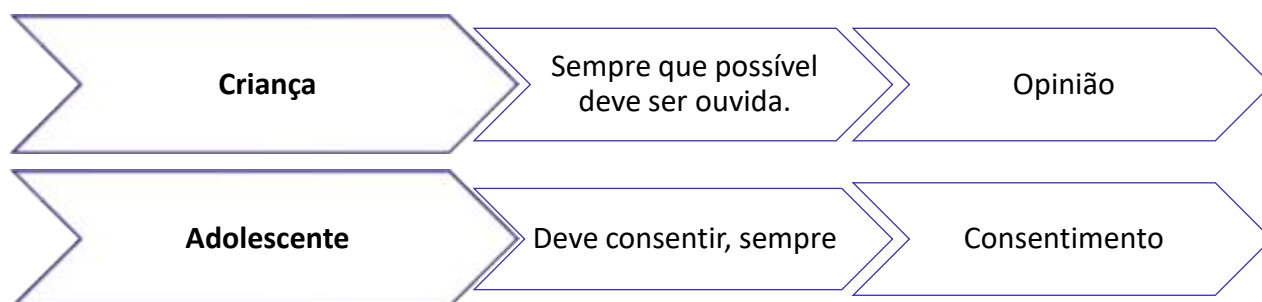 Criança
Sempre que possível
deve ser ouvida.
Opinião
Adolescente
Deve consentir, sempre
Consentimento